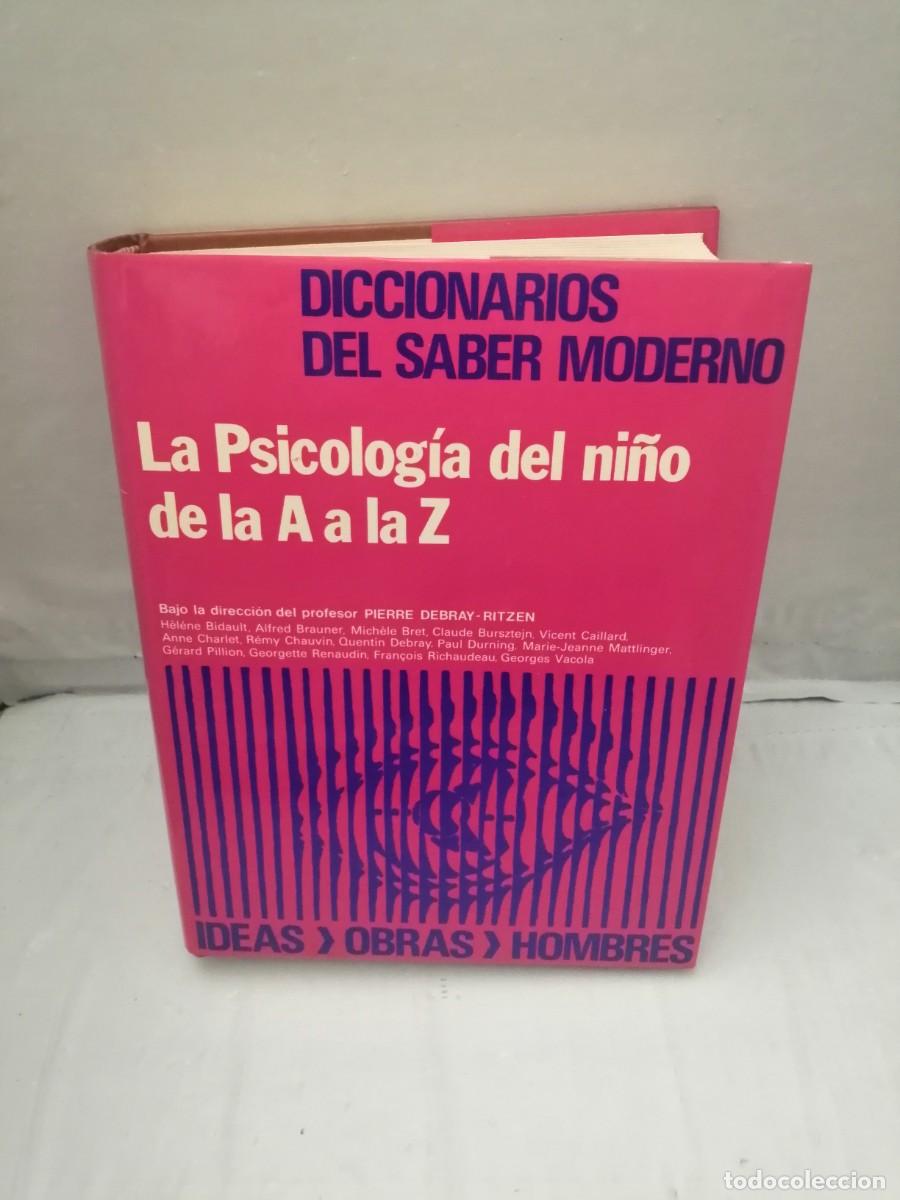 DICCIONARIOS
DEL SABER MODERNO
La Psicología del niño
de la A a la Z
Bajo la dirección del profesor PIERRE DEBRAY-RITZEN
Hélène Bidault, Alfred Brauner, Michèle Bret, Claude Bursztejn, Vicent Caillard,
Anne Charlet, Rémy Chauvin, Quentin Debray, Paul Durning, Marie-Jeanne Mattlinger,
Gérard Pillion, Georgette Renaudin, François Richaudeau, Georges Vacola
IDEAS > OBRAS > HOMBRES
todocoleccion